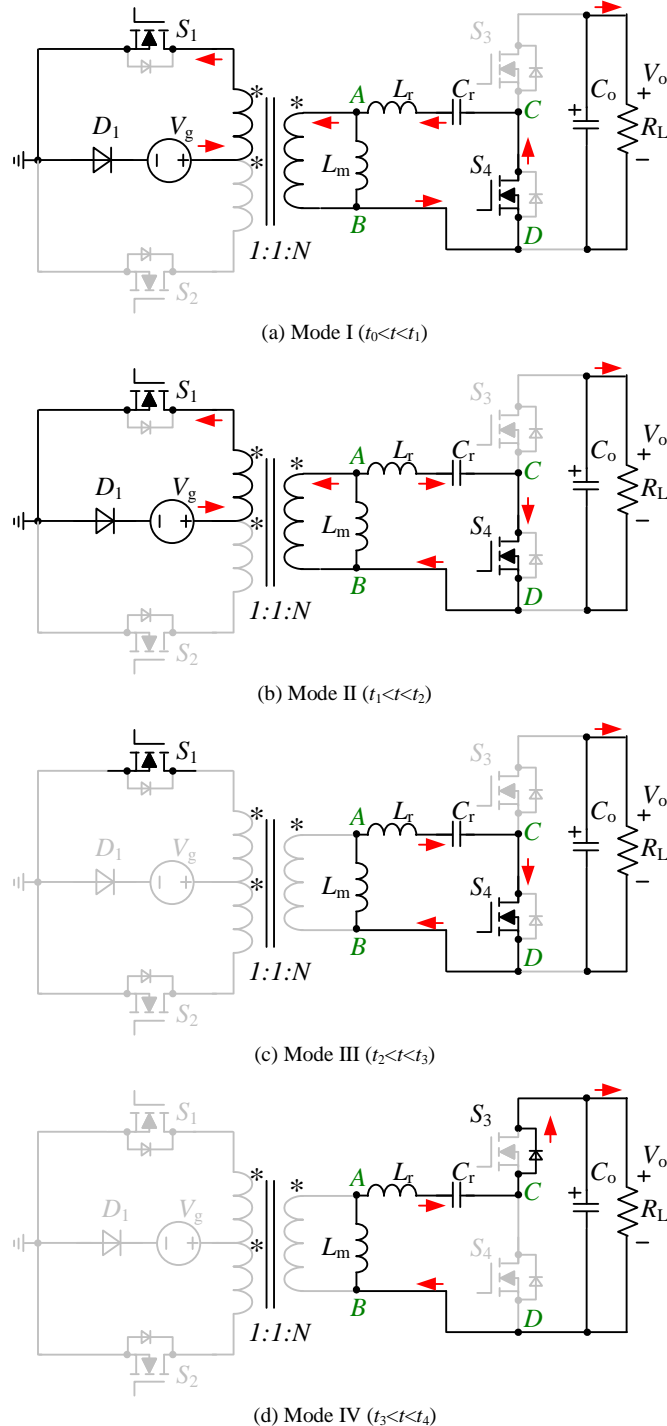 S1
S3
D1
Vg
*
*
*
A
Lr
Cr
C
Lm
S4
+
Co
+
Vo
RL
−
B
D
1:1:N
S2
(a) Mode I (t0<t<t1)
S1
S3
D1
Vg
*
*
*
A
Lr
Cr
C
Lm
S4
+
Co
+
Vo
RL
−
B
D
1:1:N
S2
(b) Mode II (t1<t<t2)
S1
S3
D1
Vg
*
*
*
A
Lr
Cr
C
Lm
S4
+
Co
+
Vo
RL
−
B
D
1:1:N
S2
(c) Mode III (t2<t<t3)
S1
S3
D1
Vg
*
*
*
A
Lr
Cr
C
Lm
S4
+
Co
+
Vo
RL
−
B
D
1:1:N
S2
(d) Mode IV (t3<t<t4)